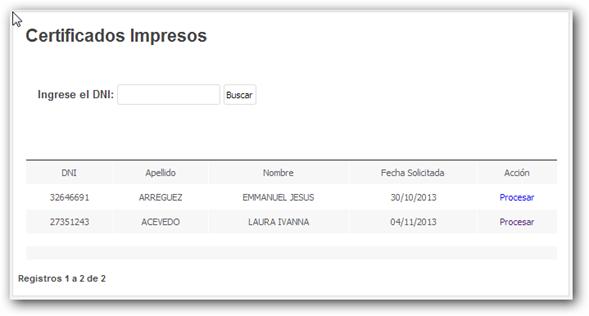 Certificados Impresos
Ingrese el DNI: Buscar
DNI Apellido Nombre Fecha Solicitada Acción
32646691 ARREGUEZ EMMANUEL JESUS 30/10/2013 Procesar
27351243 ACEVEDO LAURA IVANNA 04/11/2013 Procesar
Registros 1 a 2 de 2